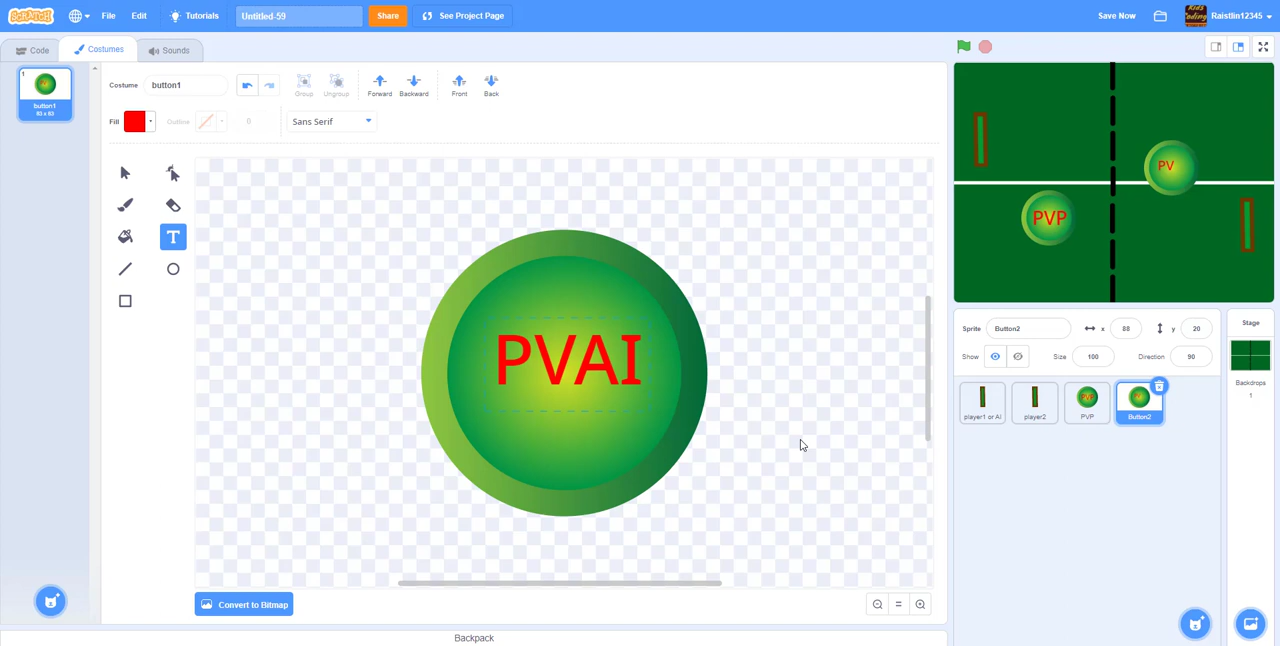 SCRATCH File Edit Tutorials Untitled-59 Share See Project Page Save Now Raistlin12345
Code Costumes Sounds
1
button1
83 x 83
Costume button1 Group Ungroup Forward Backward Front Back
Fill Outline 0 Sans Serif
PVAI
PV
PVP
Sprite Button2 x 88 y 20
Show Size 100 Direction 90
player1 or AI player2 PVP Button2
Stage
Backdrops
1
Convert to Bitmap
Backpack